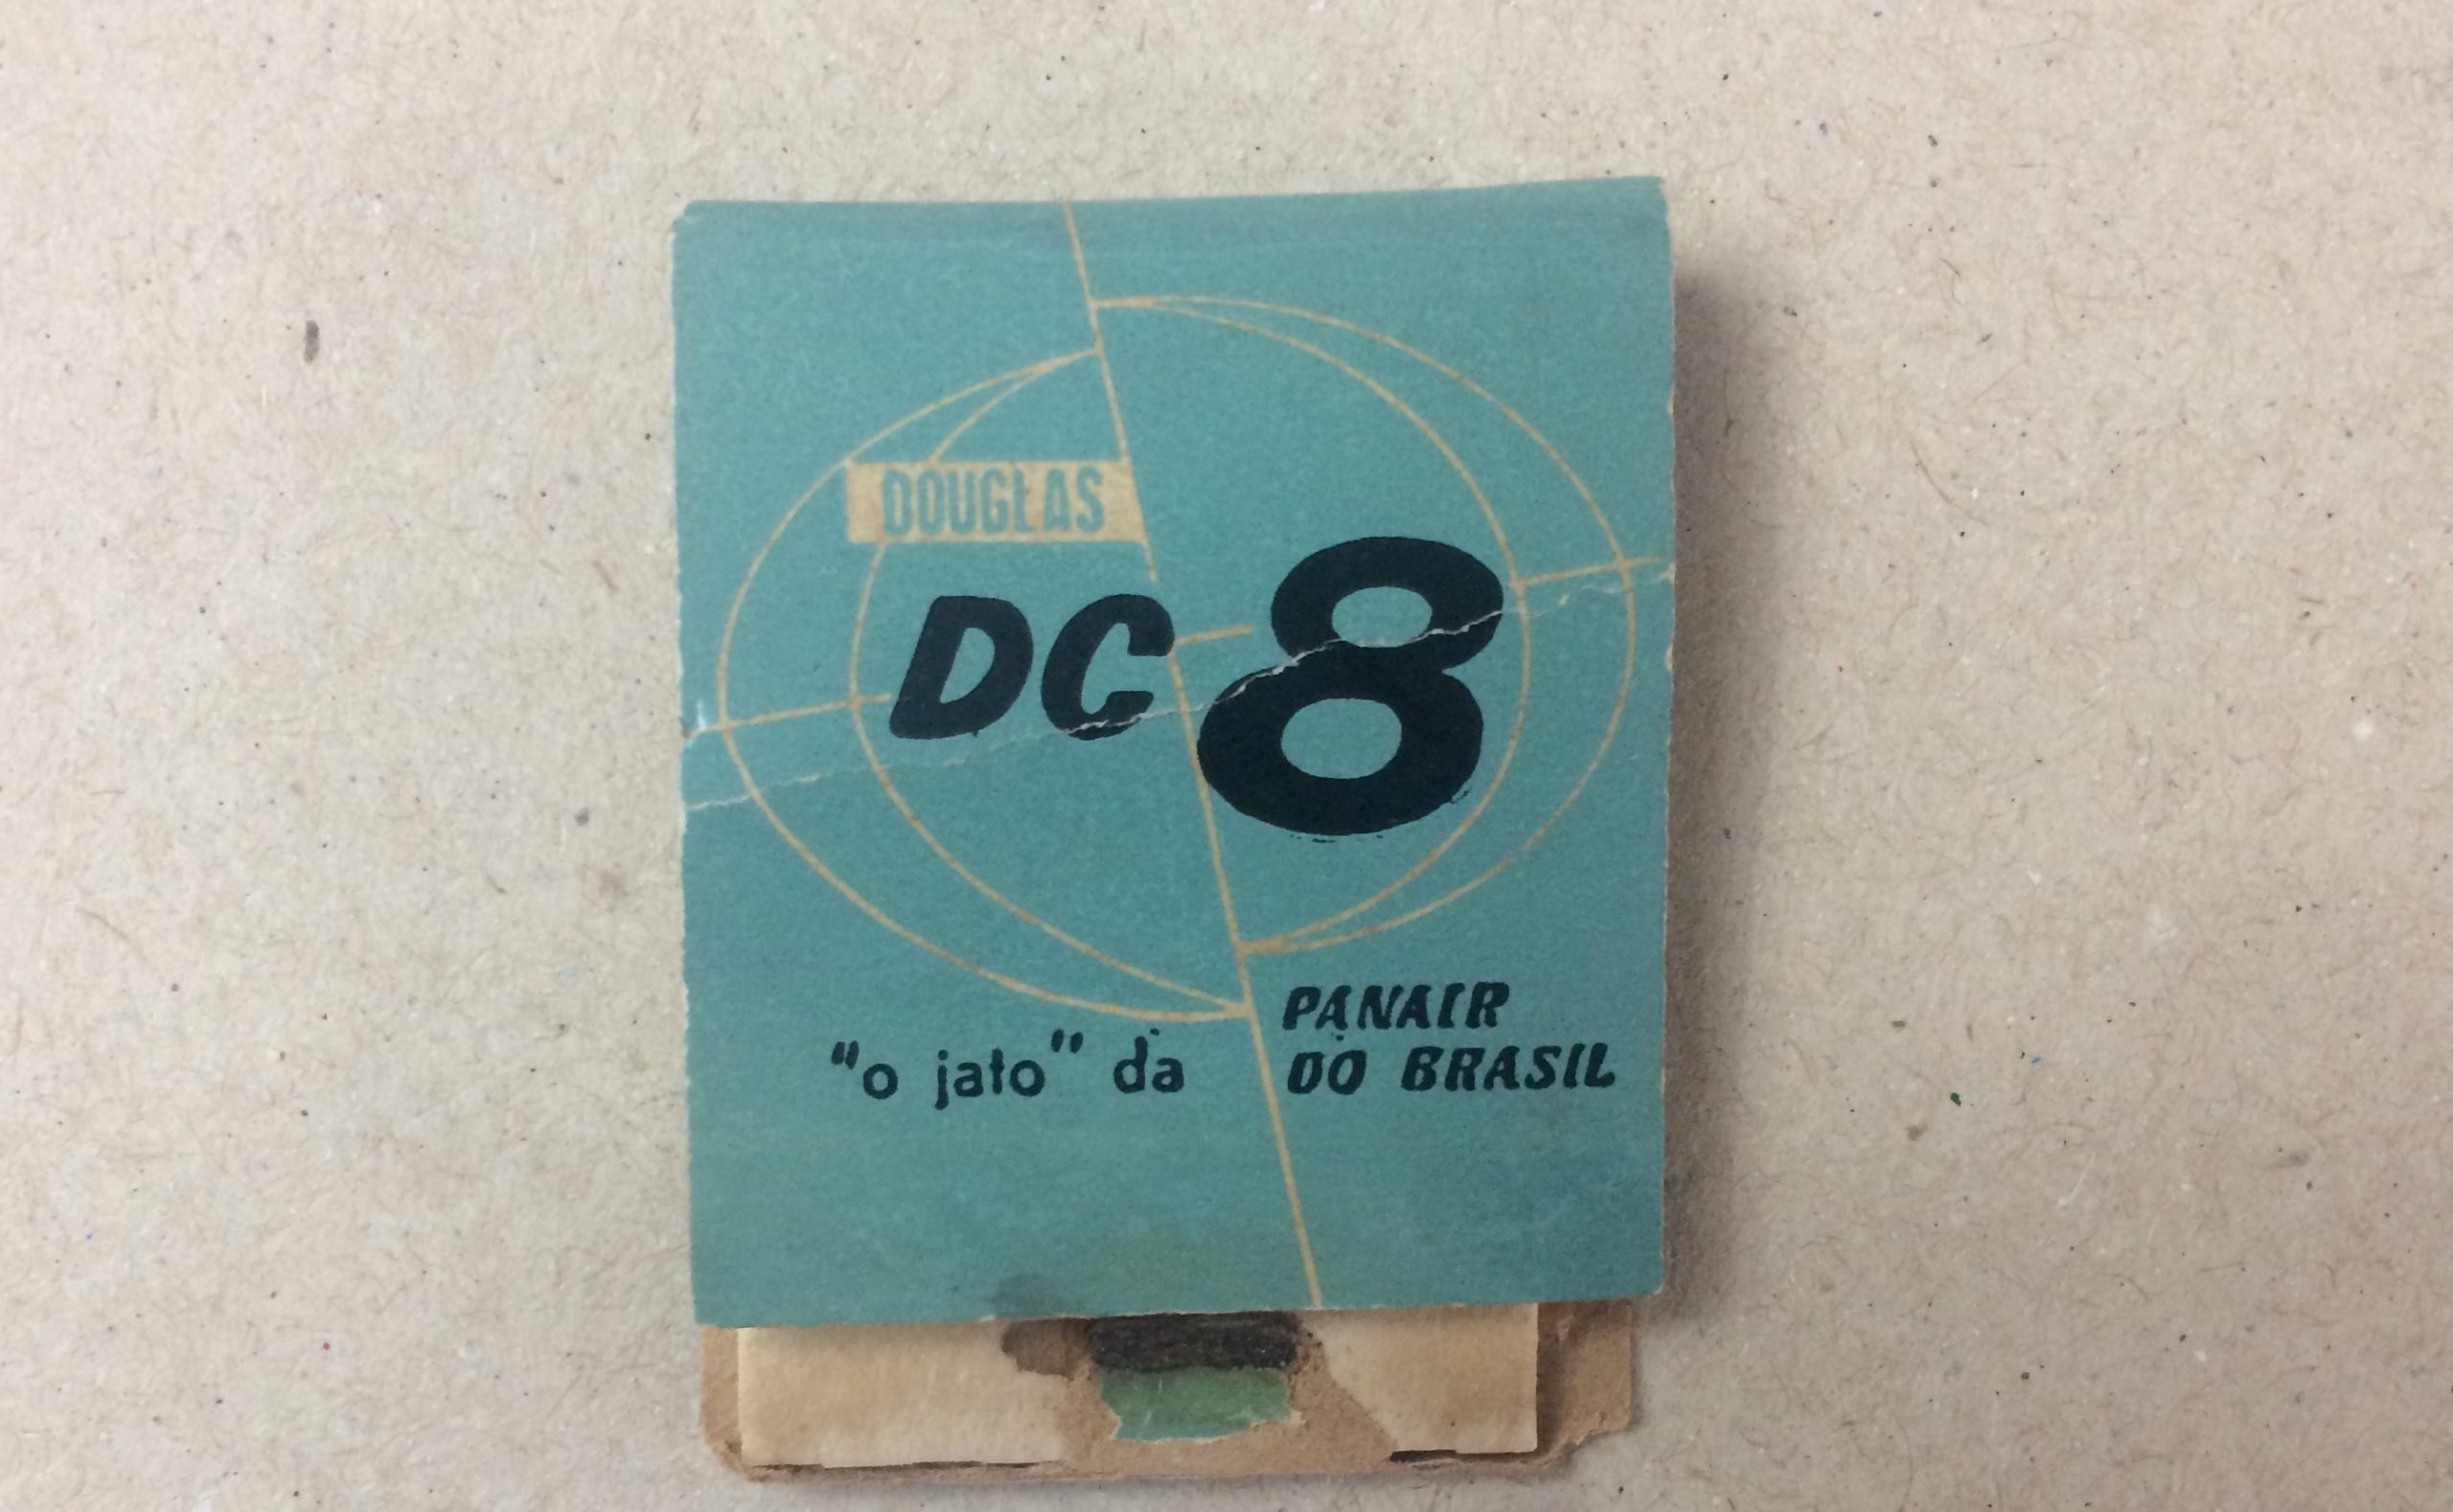 DOUGLAS
DC 8
"o jato" da PANAIR
DO BRASIL